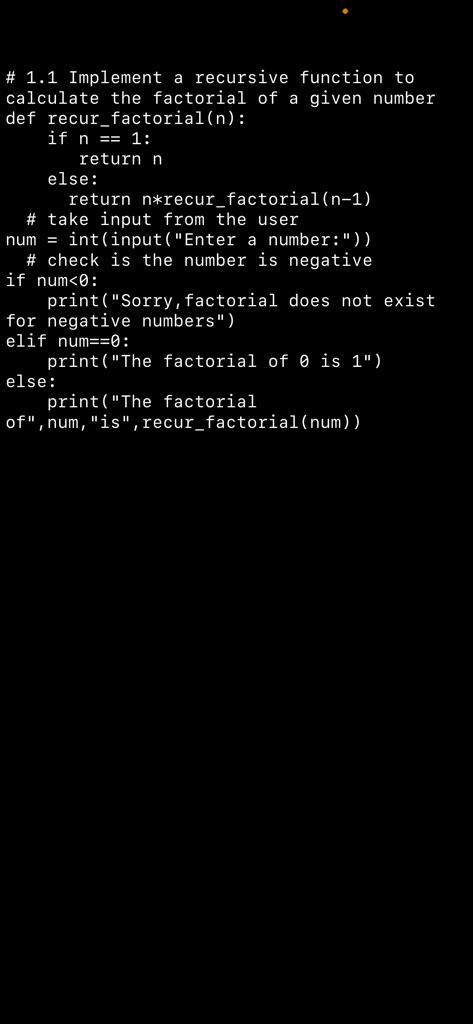 # 1.1 Implement a recursive function to
calculate the factorial of a given number
def recur_factorial(n):
    if n == 1:
       return n
    else:
      return n*recur_factorial(n-1)
  # take input from the user
num = int(input("Enter a number:"))
  # check is the number is negative
if num<0:
    print("Sorry,factorial does not exist
for negative numbers")
elif num==0:
    print("The factorial of 0 is 1")
else:
    print("The factorial
of",num,"is",recur_factorial(num))